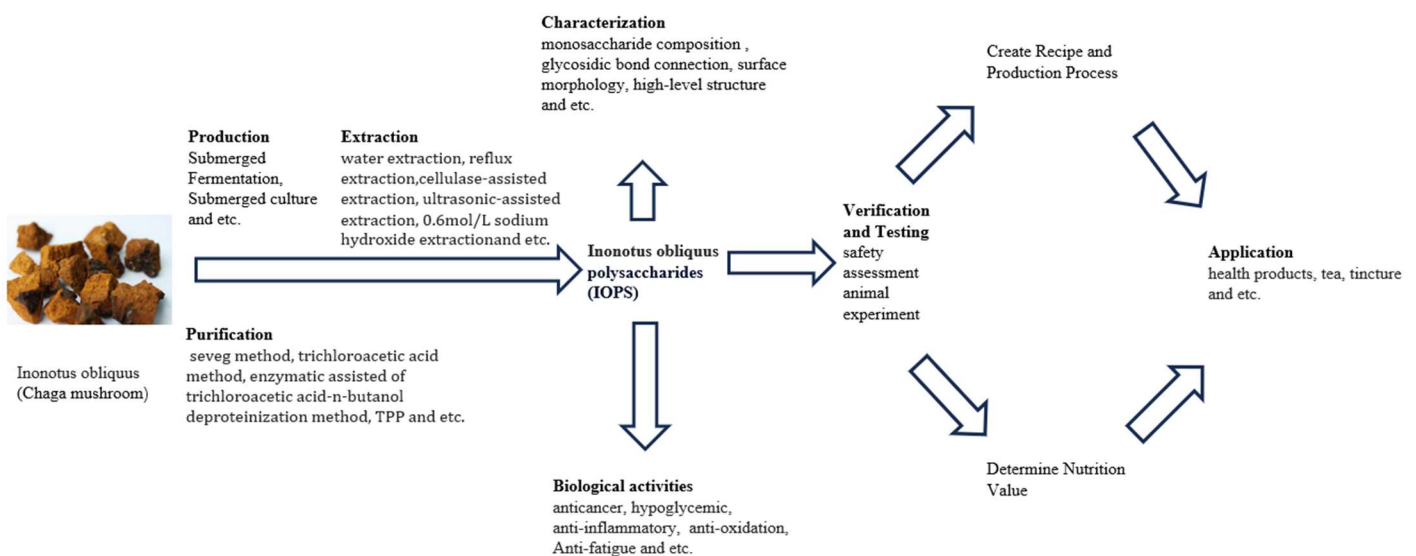 Characterization
monosaccharide composition ,
glycosidic bond connection, surface
morphology, high-level structure
and etc.
Create Recipe and
Production Process
Production
Submerged
Fermentation,
Submerged culture
and etc.
Extraction
water extraction, reflux
extraction,cellulase-assisted
extraction, ultrasonic-assisted
extraction, 0.6mol/L sodium
hydroxide extractionand etc.
Inonotus obliquus
polysaccharides
(IOPS)
Verification
and Testing
safety
assessment
animal
experiment
Application
health products, tea, tincture
and etc.
Inonotus obliquus
(Chaga mushroom)
Purification
seveg method, trichloroacetic acid
method, enzymatic assisted of
trichloroacetic acid-n-butanol
deproteinization method, TPP and etc.
Determine Nutrition
Value
Biological activities
anticancer, hypoglycemic,
anti-inflammatory, anti-oxidation,
Anti-fatigue and etc.